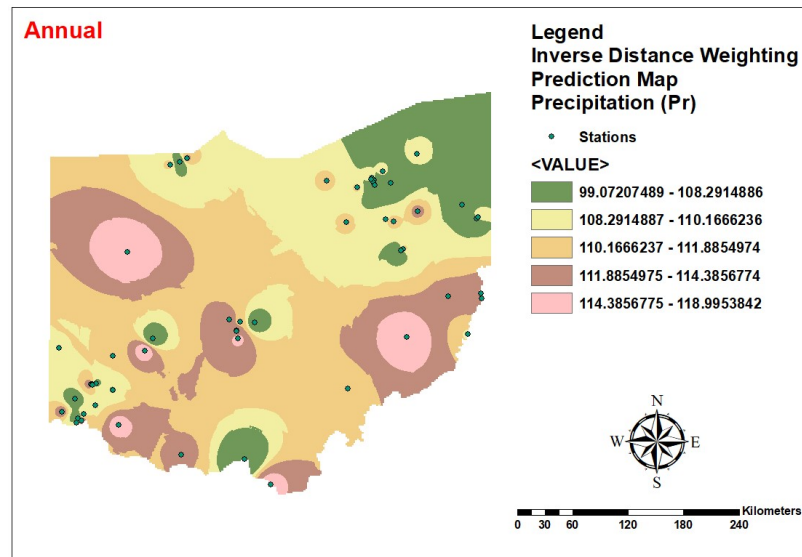 Annual
Legend
Inverse Distance Weighting
Prediction Map
Precipitation (Pr)
Stations
<VALUE>
99.07207489 - 108.2914886
108.2914887 - 110.1666236
110.1666237 - 111.8854974
111.8854975 - 114.3856774
114.3856775 - 118.9953842
N
W E
S
Kilometers
0 30 60 120 180 240